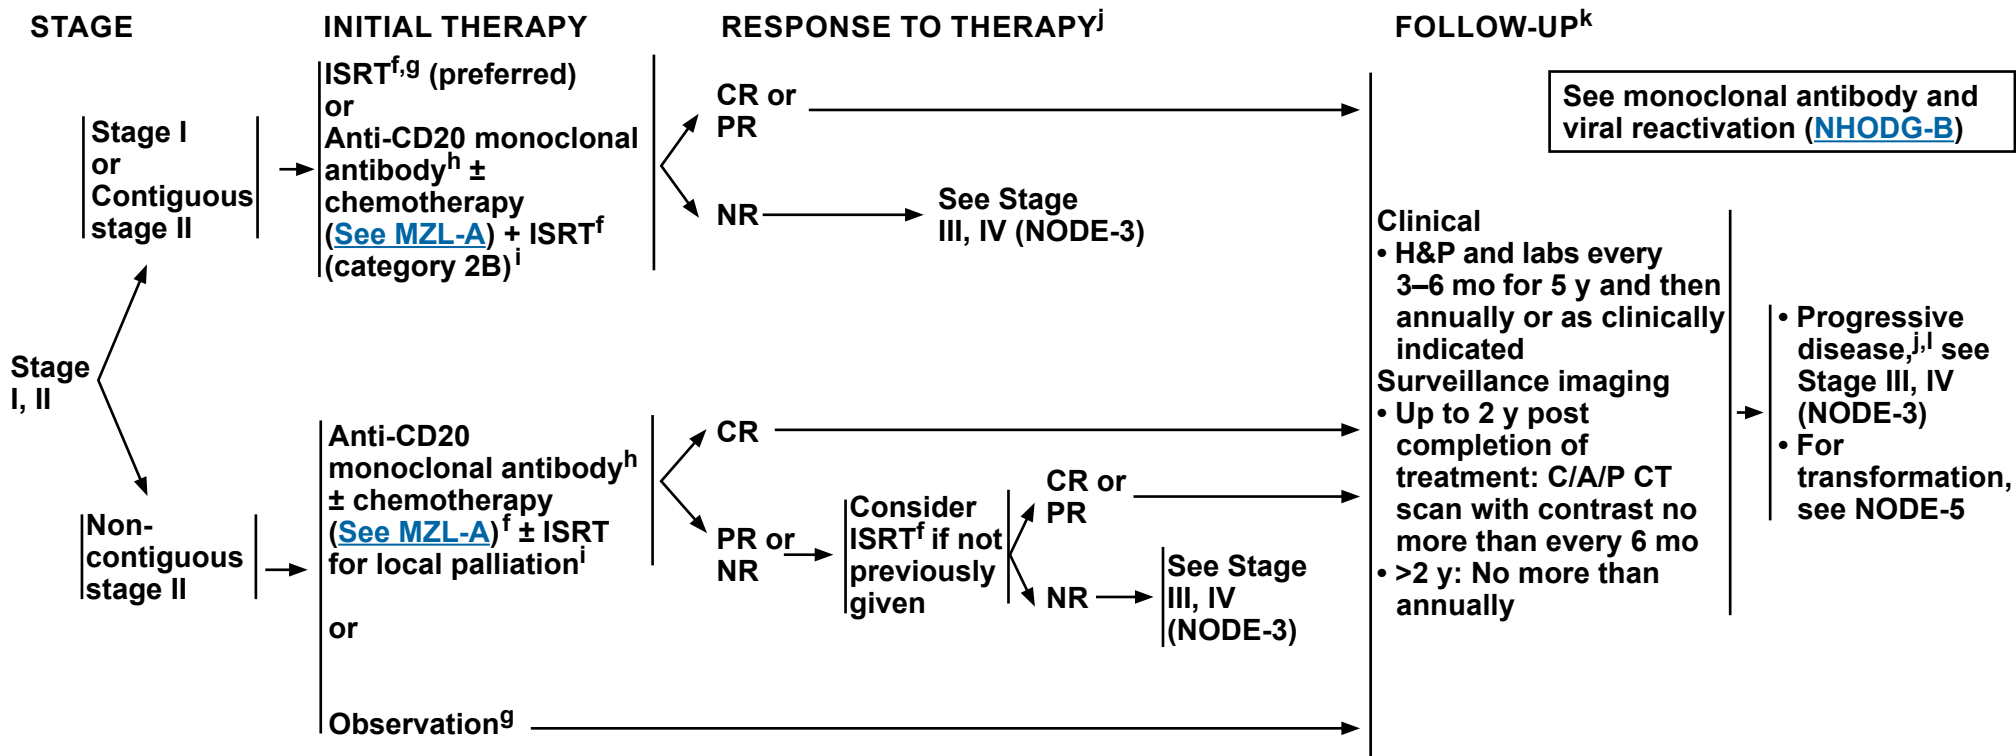 STAGE
INITIAL THERAPY
RESPONSE TO THERAPYj
FOLLOW-UPk
See monoclonal antibody and
viral reactivation (NHODG-B)
Stage
I, II
Stage I
or
Contiguous
stage II
ISRTf,g (preferred)
or
Anti-CD20 monoclonal
antibodyh ±
chemotherapy
(See MZL-A) + ISRTf
(category 2B)i
CR or
PR
NR
See Stage
III, IV (NODE-3)
Non-
contiguous
stage II
Anti-CD20
monoclonal antibodyh
± chemotherapy
(See MZL-A)f ± ISRT
for local palliationi
or
Observationg
CR
PR or
NR
Consider
ISRTf if not
previously
given
CR or
PR
NR
See Stage
III, IV
(NODE-3)
Clinical
• H&P and labs every
3–6 mo for 5 y and then
annually or as clinically
indicated
Surveillance imaging
• Up to 2 y post
completion of
treatment: C/A/P CT
scan with contrast no
more than every 6 mo
• >2 y: No more than
annually
• Progressive
disease,j,l see
Stage III, IV
(NODE-3)
• For
transformation,
see NODE-5